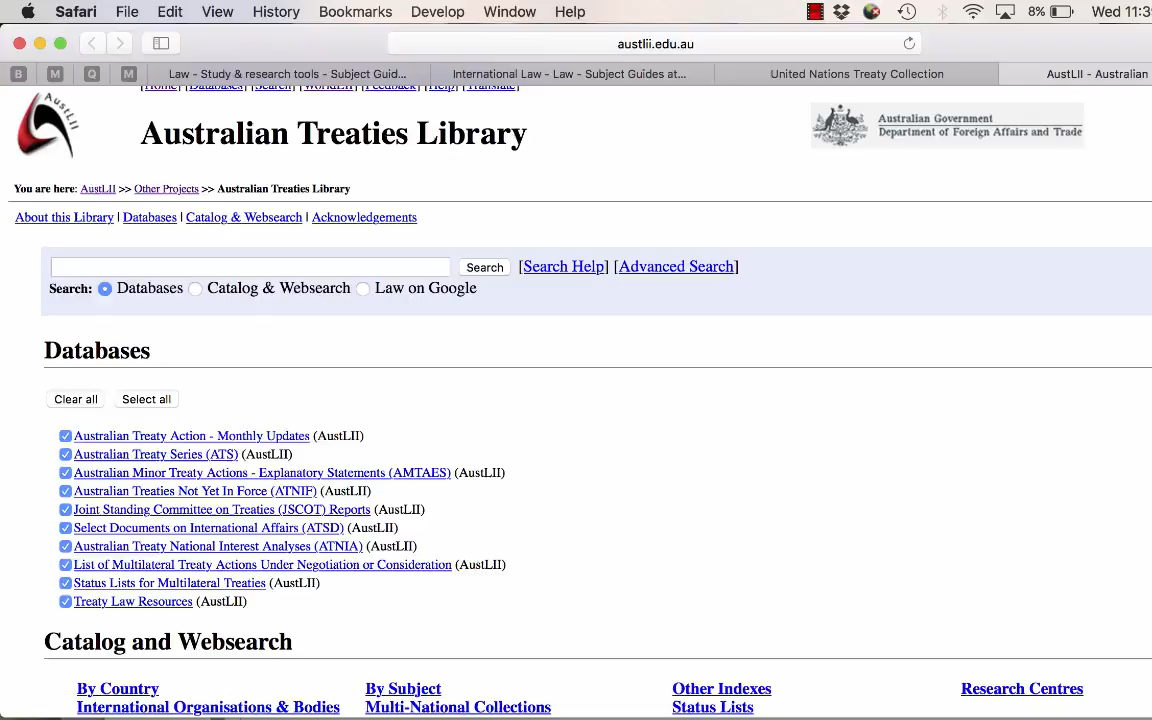 Safari File Edit View History Bookmarks Develop Window Help 8% Wed 11:3
austlii.edu.au
B M Q M Law - Study & research tools - Subject Guid... International Law - Law - Subject Guides at... United Nations Treaty Collection AustLII - Australian
[Home] [Databases] [Search] [WorldLII] [Feedback] [Help] [Translate]
AustLII
Australian Treaties Library
Australian Government
Department of Foreign Affairs and Trade
You are here: AustLII >> Other Projects >> Australian Treaties Library
About this Library | Databases | Catalog & Websearch | Acknowledgements
Search [Search Help] [Advanced Search]
Search: Databases Catalog & Websearch Law on Google
Databases
Clear all Select all
Australian Treaty Action - Monthly Updates (AustLII)
Australian Treaty Series (ATS) (AustLII)
Australian Minor Treaty Actions - Explanatory Statements (AMTAES) (AustLII)
Australian Treaties Not Yet In Force (ATNIF) (AustLII)
Joint Standing Committee on Treaties (JSCOT) Reports (AustLII)
Select Documents on International Affairs (ATSD) (AustLII)
Australian Treaty National Interest Analyses (ATNIA) (AustLII)
List of Multilateral Treaty Actions Under Negotiation or Consideration (AustLII)
Status Lists for Multilateral Treaties (AustLII)
Treaty Law Resources (AustLII)
Catalog and Websearch
By Country By Subject Other Indexes Research Centres
International Organisations & Bodies Multi-National Collections Status Lists